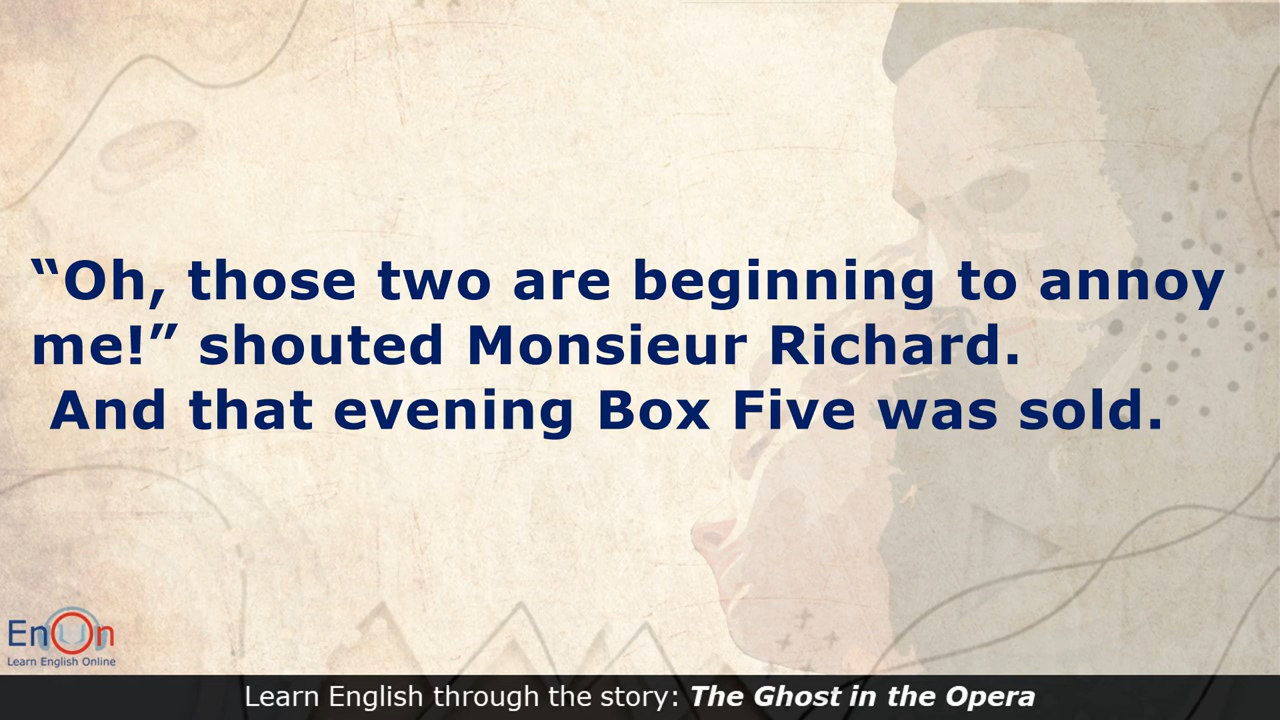 “Oh, those two are beginning to annoy
me!” shouted Monsieur Richard.
And that evening Box Five was sold.
EnOn
Learn English Online
Learn English through the story: The Ghost in the Opera